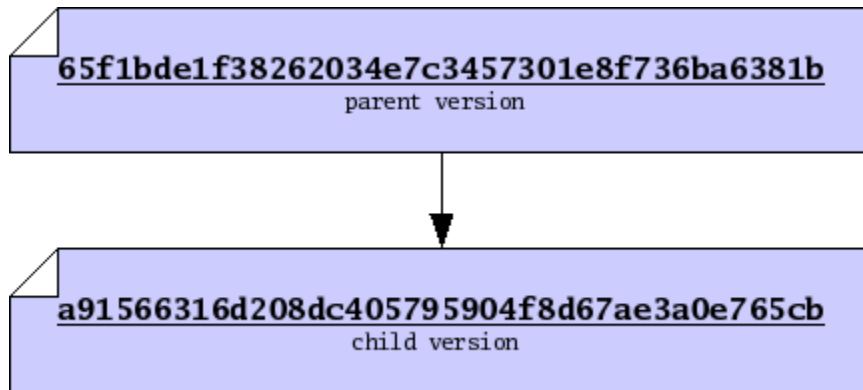 65f1bde1f38262034e7c3457301e8f736ba6381b
parent version
a91566316d208dc405795904f8d67ae3a0e765cb
child version